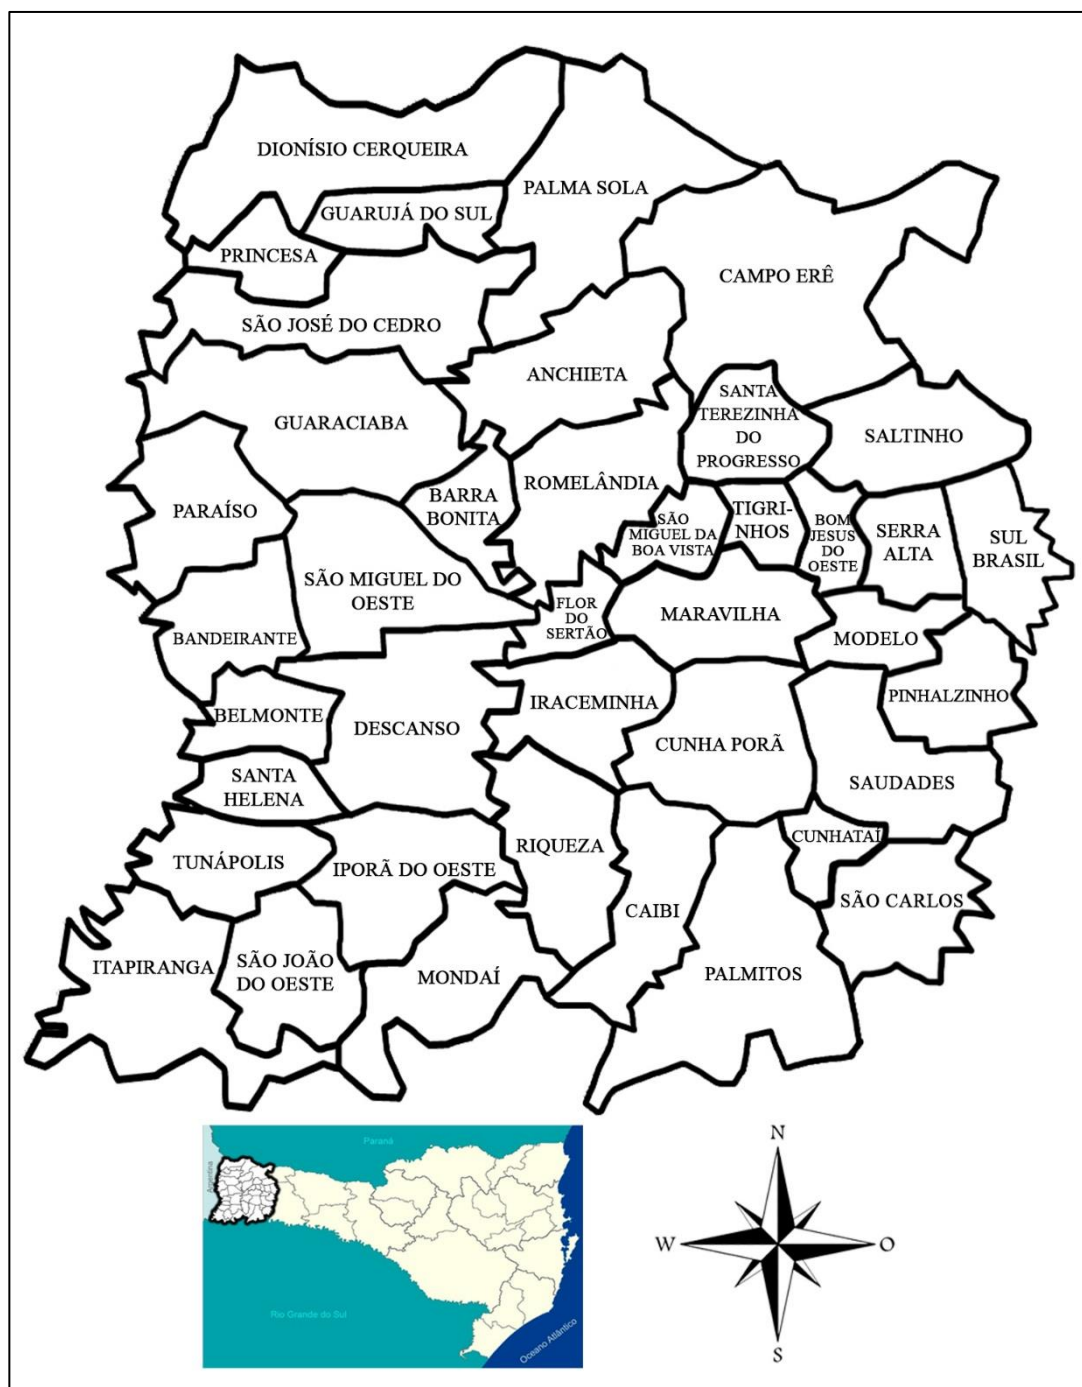 DIONÍSIO CERQUEIRA
PALMA SOLA
GUARUJÁ DO SUL
PRINCESA
CAMPO ERÊ
SÃO JOSÉ DO CEDRO
ANCHIETA
GUARACIABA
SANTA
TEREZINHA
DO
PROGRESSO
SALTINHO
ROMELÂNDIA
BARRA
BONITA
PARAÍSO
SÃO
MIGUEL DA
BOA VISTA
TIGRI-
NHOS
BOM
JESUS
DO
OESTE
SERRA
ALTA
SUL
BRASIL
SÃO MIGUEL DO
OESTE
FLOR
DO
SERTÃO
MARAVILHA
MODELO
BANDEIRANTE
PINHALZINHO
IRACEMINHA
BELMONTE
DESCANSO
CUNHA PORÃ
SANTA
HELENA
SAUDADES
CUNHATAÍ
RIQUEZA
TUNÁPOLIS
IPORÃ DO OESTE
SÃO CARLOS
CAIBI
ITAPIRANGA
SÃO JOÃO
DO OESTE
MONDAÍ
PALMITOS
Paraná
Argentina
Rio Grande do Sul
Oceano Atlântico
N
W
O
S